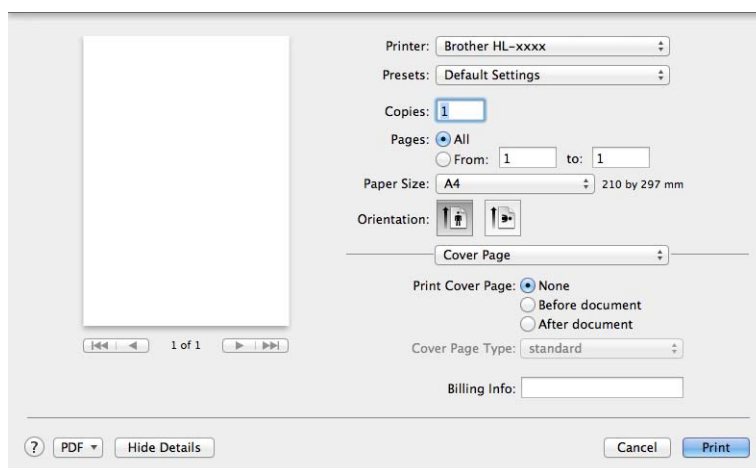 Printer: Brother HL-xxxx
Presets: Default Settings
Copies: 1
Pages: All
From: 1 to: 1
Paper Size: A4 210 by 297 mm
Orientation:
Cover Page
Print Cover Page: None
Before document
After document
1 of 1
Cover Page Type: standard
Billing Info:
? PDF Hide Details Cancel Print